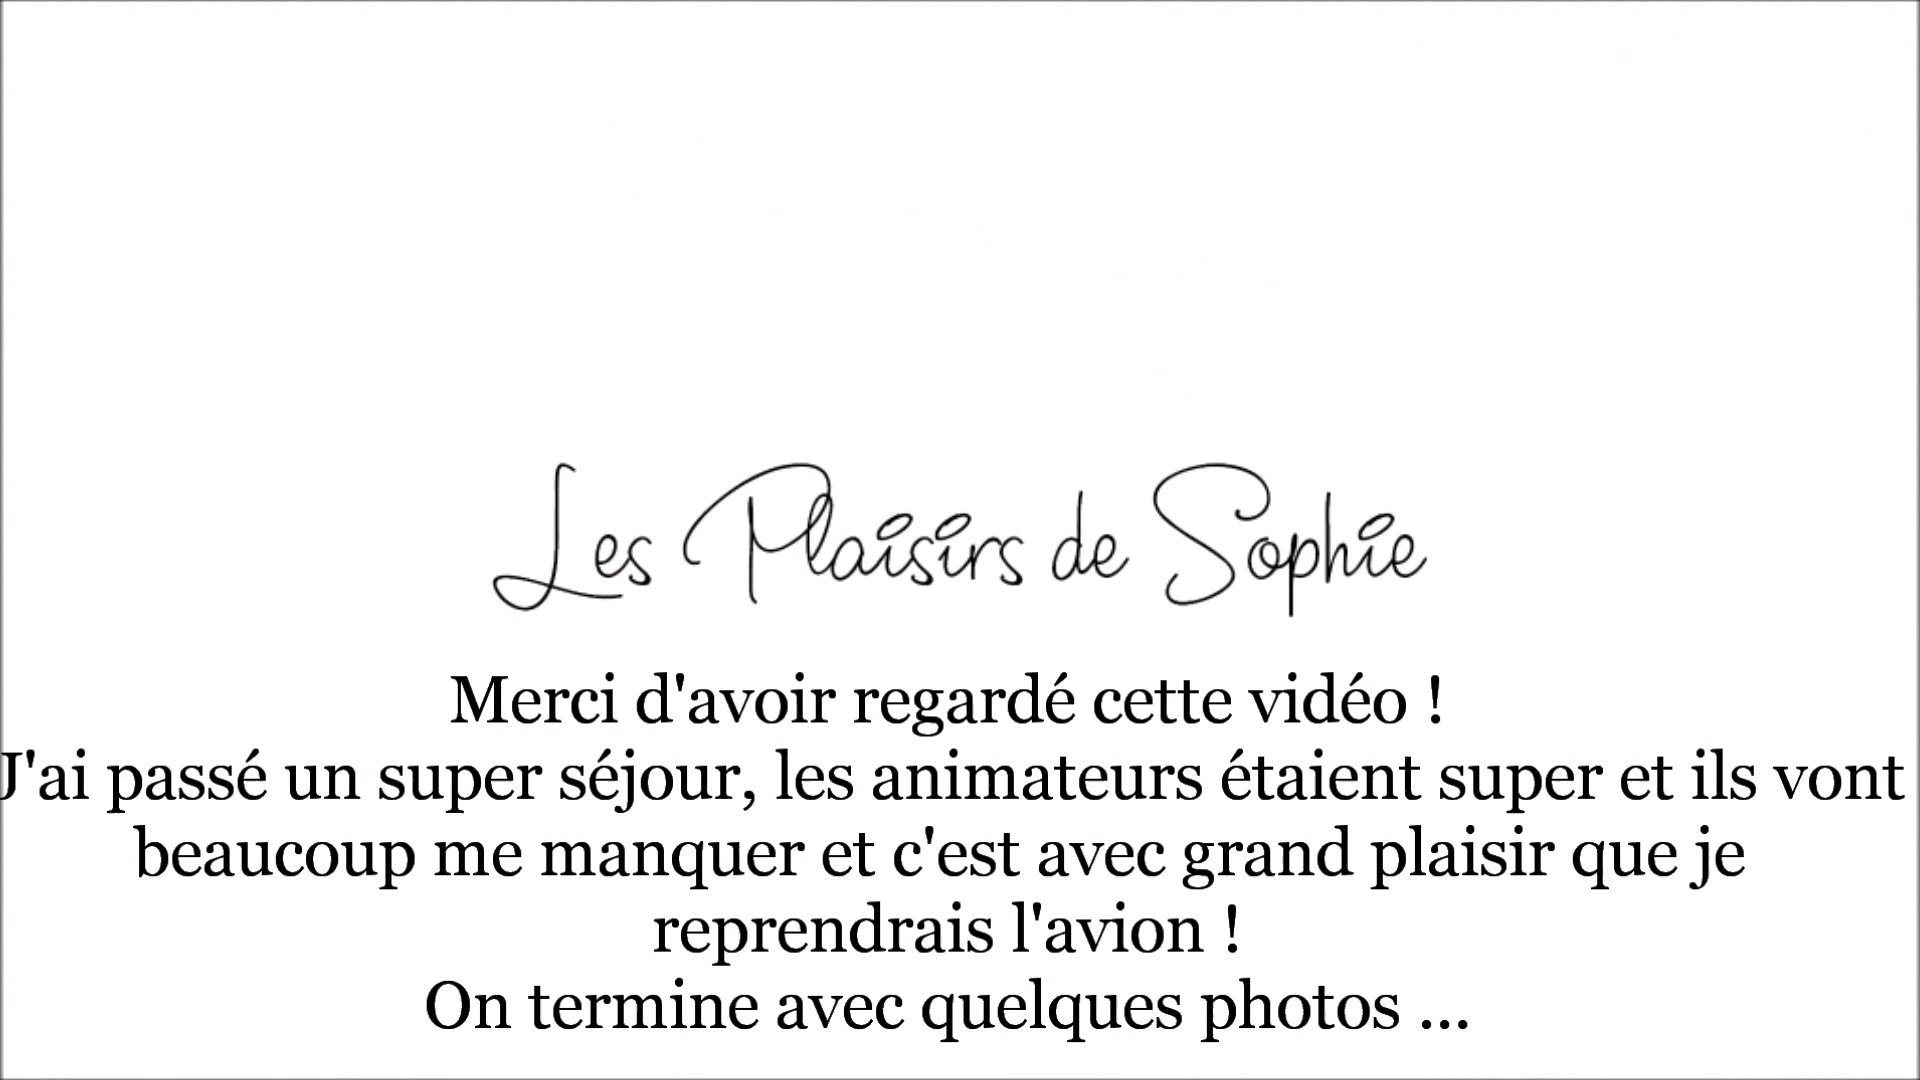 Les Plaisirs de Sophie
Merci d'avoir regardé cette vidéo !
J'ai passé un super séjour, les animateurs étaient super et ils vont
beaucoup me manquer et c'est avec grand plaisir que je
reprendrais l'avion !
On termine avec quelques photos ...